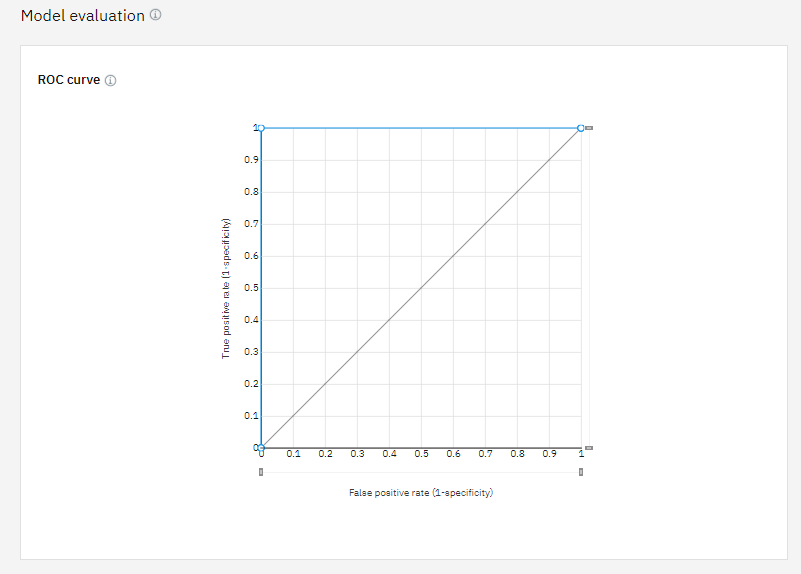 Model evaluation
ROC curve
True positive rate (1-specificity)
1
0.9
0.8
0.7
0.6
0.5
0.4
0.3
0.2
0.1
0
0 0.1 0.2 0.3 0.4 0.5 0.6 0.7 0.8 0.9 1
False positive rate (1-specificity)